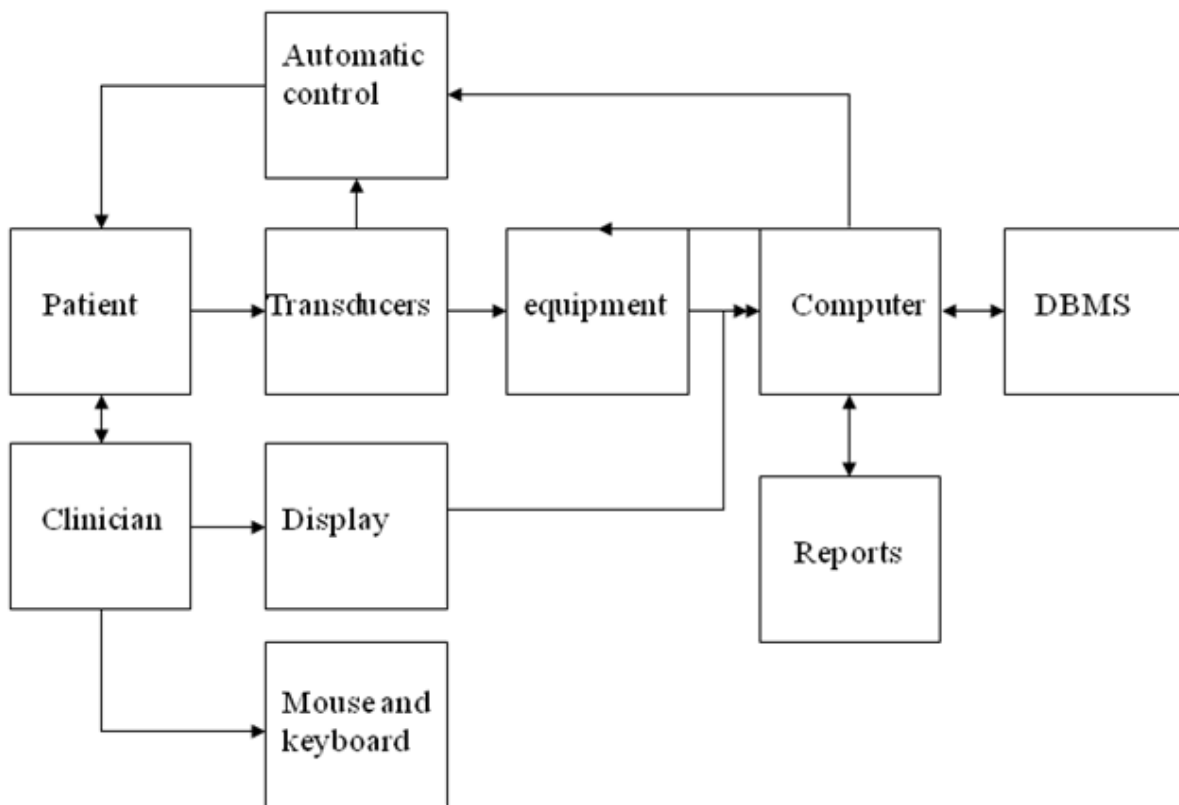 Automatic
control
Patient
Transducers
equipment
Computer
DBMS
Clinician
Display
Reports
Mouse and
keyboard